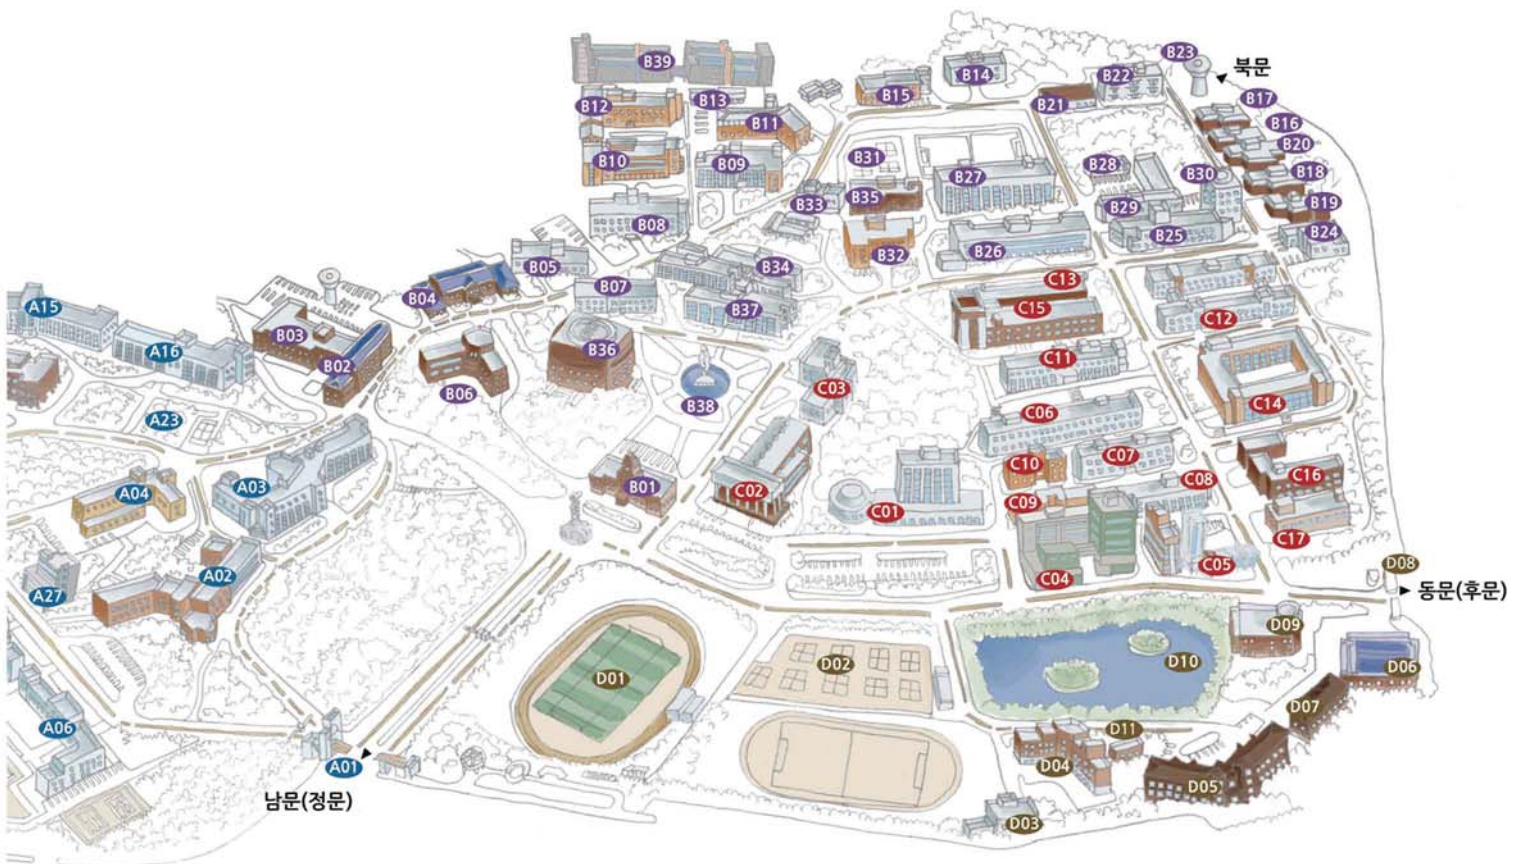 B39
B14
B23
북문
B22
B15
B21
B12
B13
B11
B17
B16
B20
B10
B09
B31
B27
B28
B30
B18
B33
B35
B29
B19
B08
B32
B26
B25
B24
B05
B34
B04
B07
B37
C13
C15
C12
A15
A16
B03
B02
B06
B36
B38
C03
C11
C14
A23
C06
C10
C07
C16
A04
A03
B01
C02
C09
C08
C01
C17
A27
A02
C04
C05
D08
동문(후문)
D01
D02
D10
D09
D06
D07
A06
D11
A01
D04
D05
D03
남문(정문)